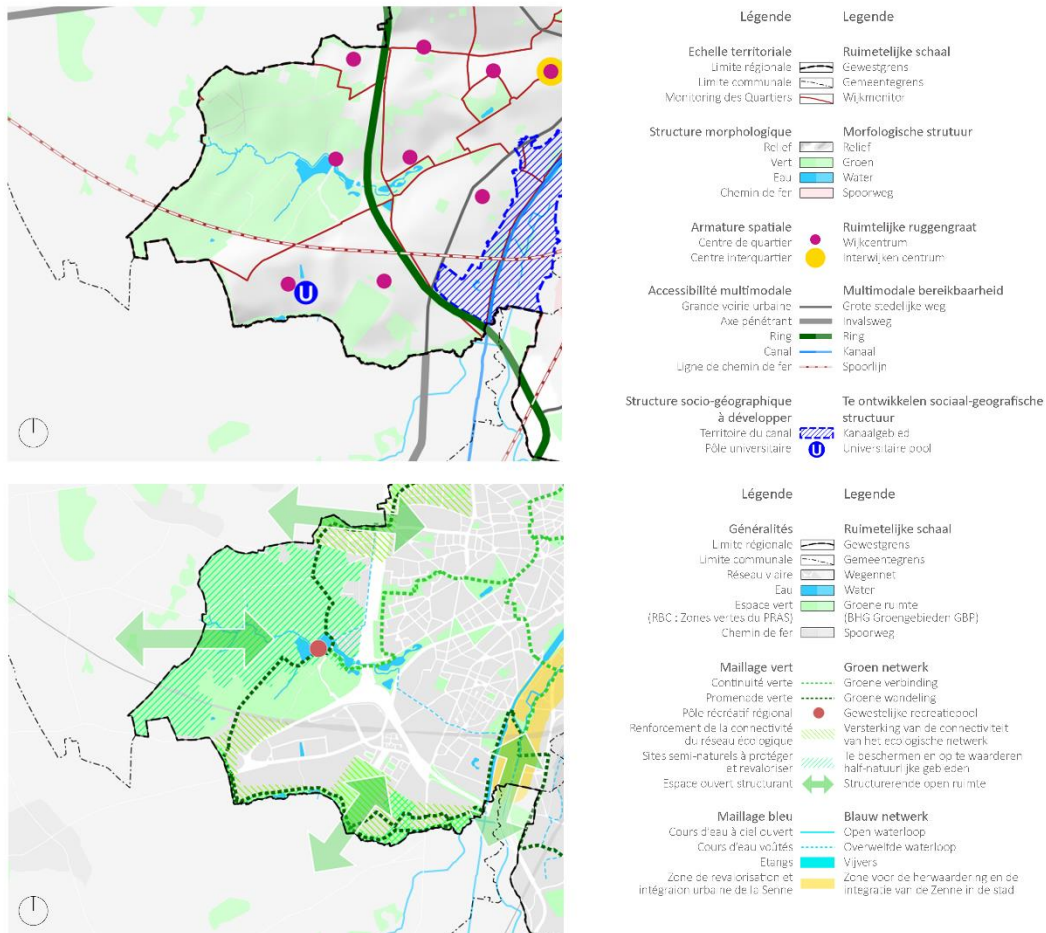 Légende Legende
Echelle territoriale Ruimetelijke schaal
Limite régionale Gewestgrens
Limite communale Gemeentegrens
Monitoring des Quartiers Wijkmonitor
Structure morphologique Morfologische strutuur
Relief Relief
Vert Groen
Eau Water
Chemin de fer Spoorweg
Armature spatiale Ruimtelijke ruggengraat
Centre de quartier Wijkcentrum
Centre interquartier Interwijken centrum
Accessibilité multimodale Multimodale bereikbaarheid
Grande voirie urbaine Grote stedelijke weg
Axe pénétrant Invalsweg
Ring Ring
Canal Kanaal
Ligne de chemin de fer Spoorlijn
Structure socio-géographique Te ontwikkelen sociaal-geografische
à développer structuur
Territoire du canal Kanaalgebied
Pôle universitaire U Universitaire pool
U
Légende Legende
Généralités Ruimetelijke schaal
Limite régionale Gewestgrens
Limite communale Gemeentegrens
Réseau viaire Wegennet
Eau Water
Espace vert Groene ruimte
(RBC : Zones vertes du PRAS) (BHG Groengebieden GBP)
Chemin de fer Spoorweg
Maillage vert Groen netwerk
Continuité verte Groene verbinding
Promenade verte Groene wandeling
Pôle récréatif régional Gewestelijke recreatiepool
Renforcement de la connectivité Versterking van de connectiviteit
du réseau écologique van het ecologische netwerk
Sites semi-naturels à protéger Te beschermen en op te waarderen
et revaloriser half-natuurlijke gebieden
Espace ouvert structurant Structurerende open ruimte
Maillage bleu Blauw netwerk
Cours d'eau à ciel ouvert Open waterloop
Cours d'eau voûtés Overwelfde waterloop
Etangs Vijvers
Zone de revalorisation et Zone voor de herwaardering en de
intégraion urbaine de la Senne integratie van de Zenne in de stad